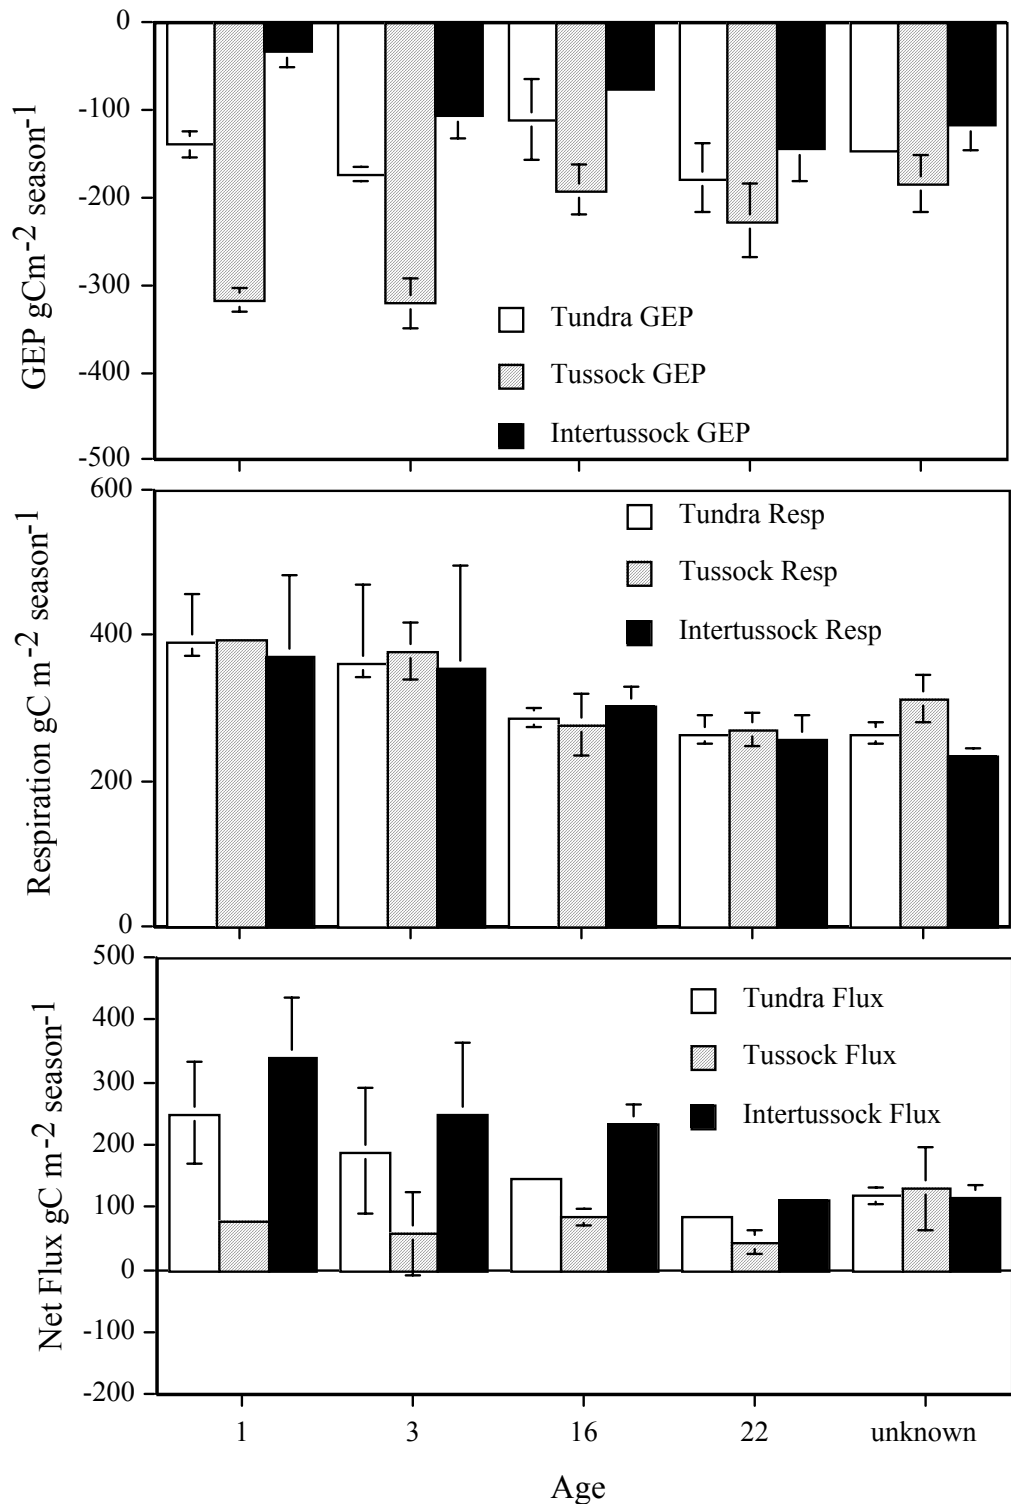 0
-100
-200
-300
-400
-500
GEP gCm-2 season-1
Tundra GEP
Tussock GEP
Intertussock GEP
600
400
200
0
Respiration gC m-2 season-1
Tundra Resp
Tussock Resp
Intertussock Resp
500
400
300
200
100
0
-100
-200
Net Flux gC m-2 season-1
Tundra Flux
Tussock Flux
Intertussock Flux
1 3 16 22 unknown
Age